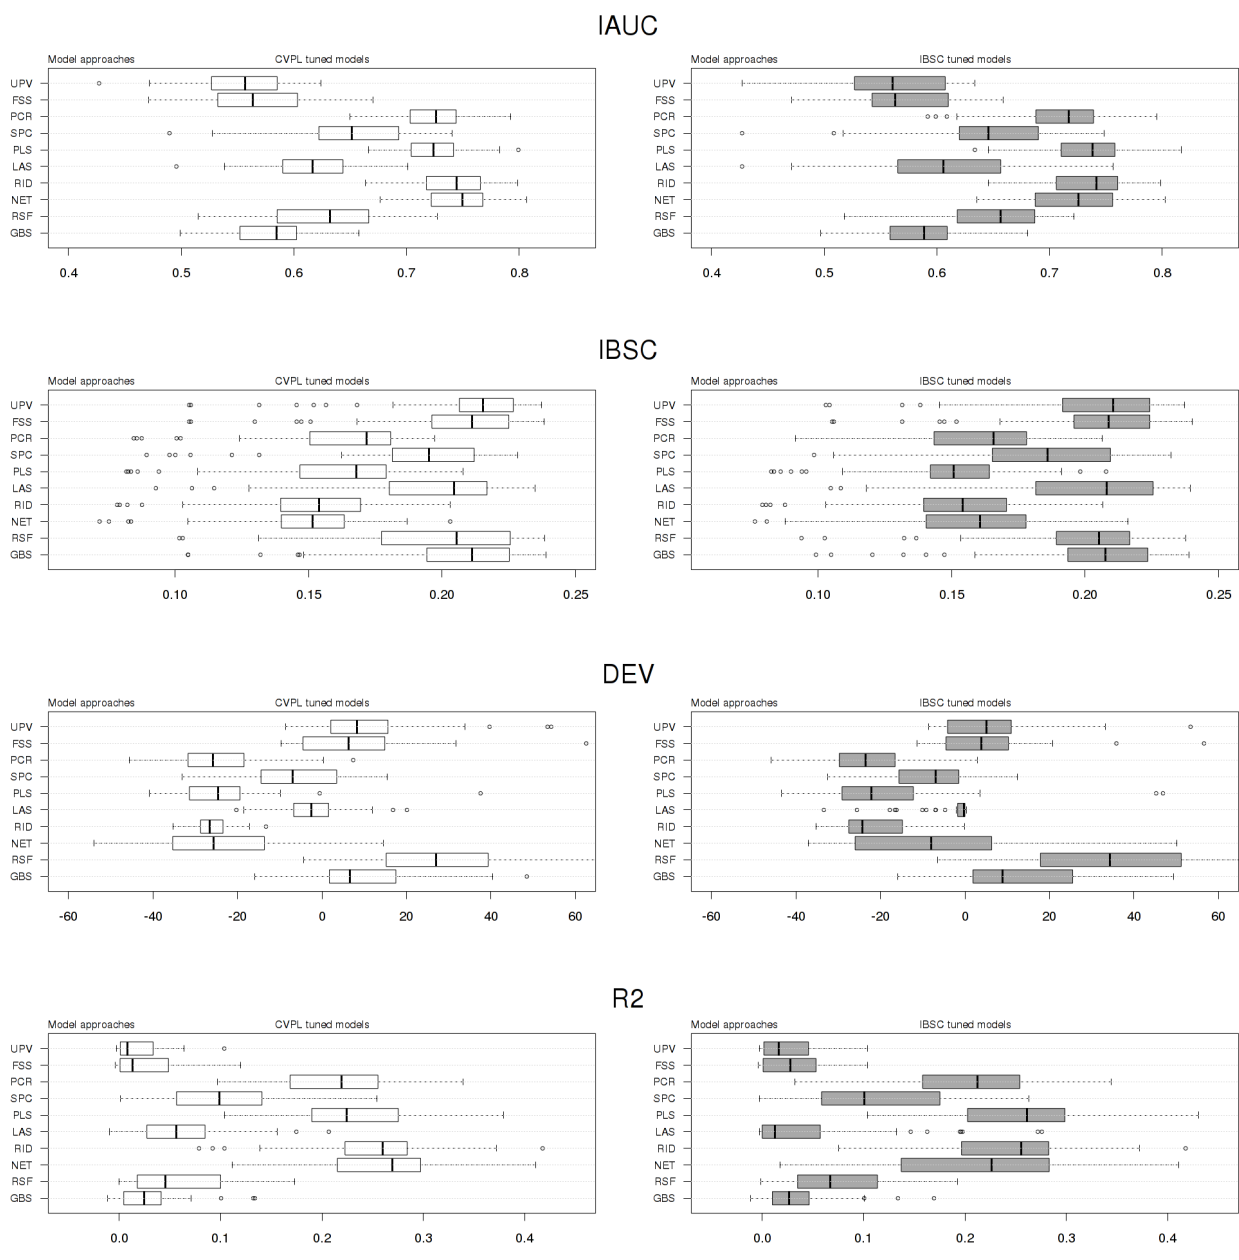 IAUC
Model approaches CVPL tuned models Model approaches IBSC tuned models
UPV UPV
FSS FSS
PCR PCR
SPC SPC
PLS PLS
LAS LAS
RID RID
NET NET
RSF RSF
GBS GBS
0.4 0.5 0.6 0.7 0.8 0.4 0.5 0.6 0.7 0.8
IBSC
Model approaches CVPL tuned models Model approaches IBSC tuned models
UPV UPV
FSS FSS
PCR PCR
SPC SPC
PLS PLS
LAS LAS
RID RID
NET NET
RSF RSF
GBS GBS
0.10 0.15 0.20 0.25 0.10 0.15 0.20 0.25
DEV
Model approaches CVPL tuned models Model approaches IBSC tuned models
UPV UPV
FSS FSS
PCR PCR
SPC SPC
PLS PLS
LAS LAS
RID RID
NET NET
RSF RSF
GBS GBS
-60 -40 -20 0 20 40 60 -60 -40 -20 0 20 40 60
R2
Model approaches CVPL tuned models Model approaches IBSC tuned models
UPV UPV
FSS FSS
PCR PCR
SPC SPC
PLS PLS
LAS LAS
RID RID
NET NET
RSF RSF
GBS GBS
0.0 0.1 0.2 0.3 0.4 0.0 0.1 0.2 0.3 0.4